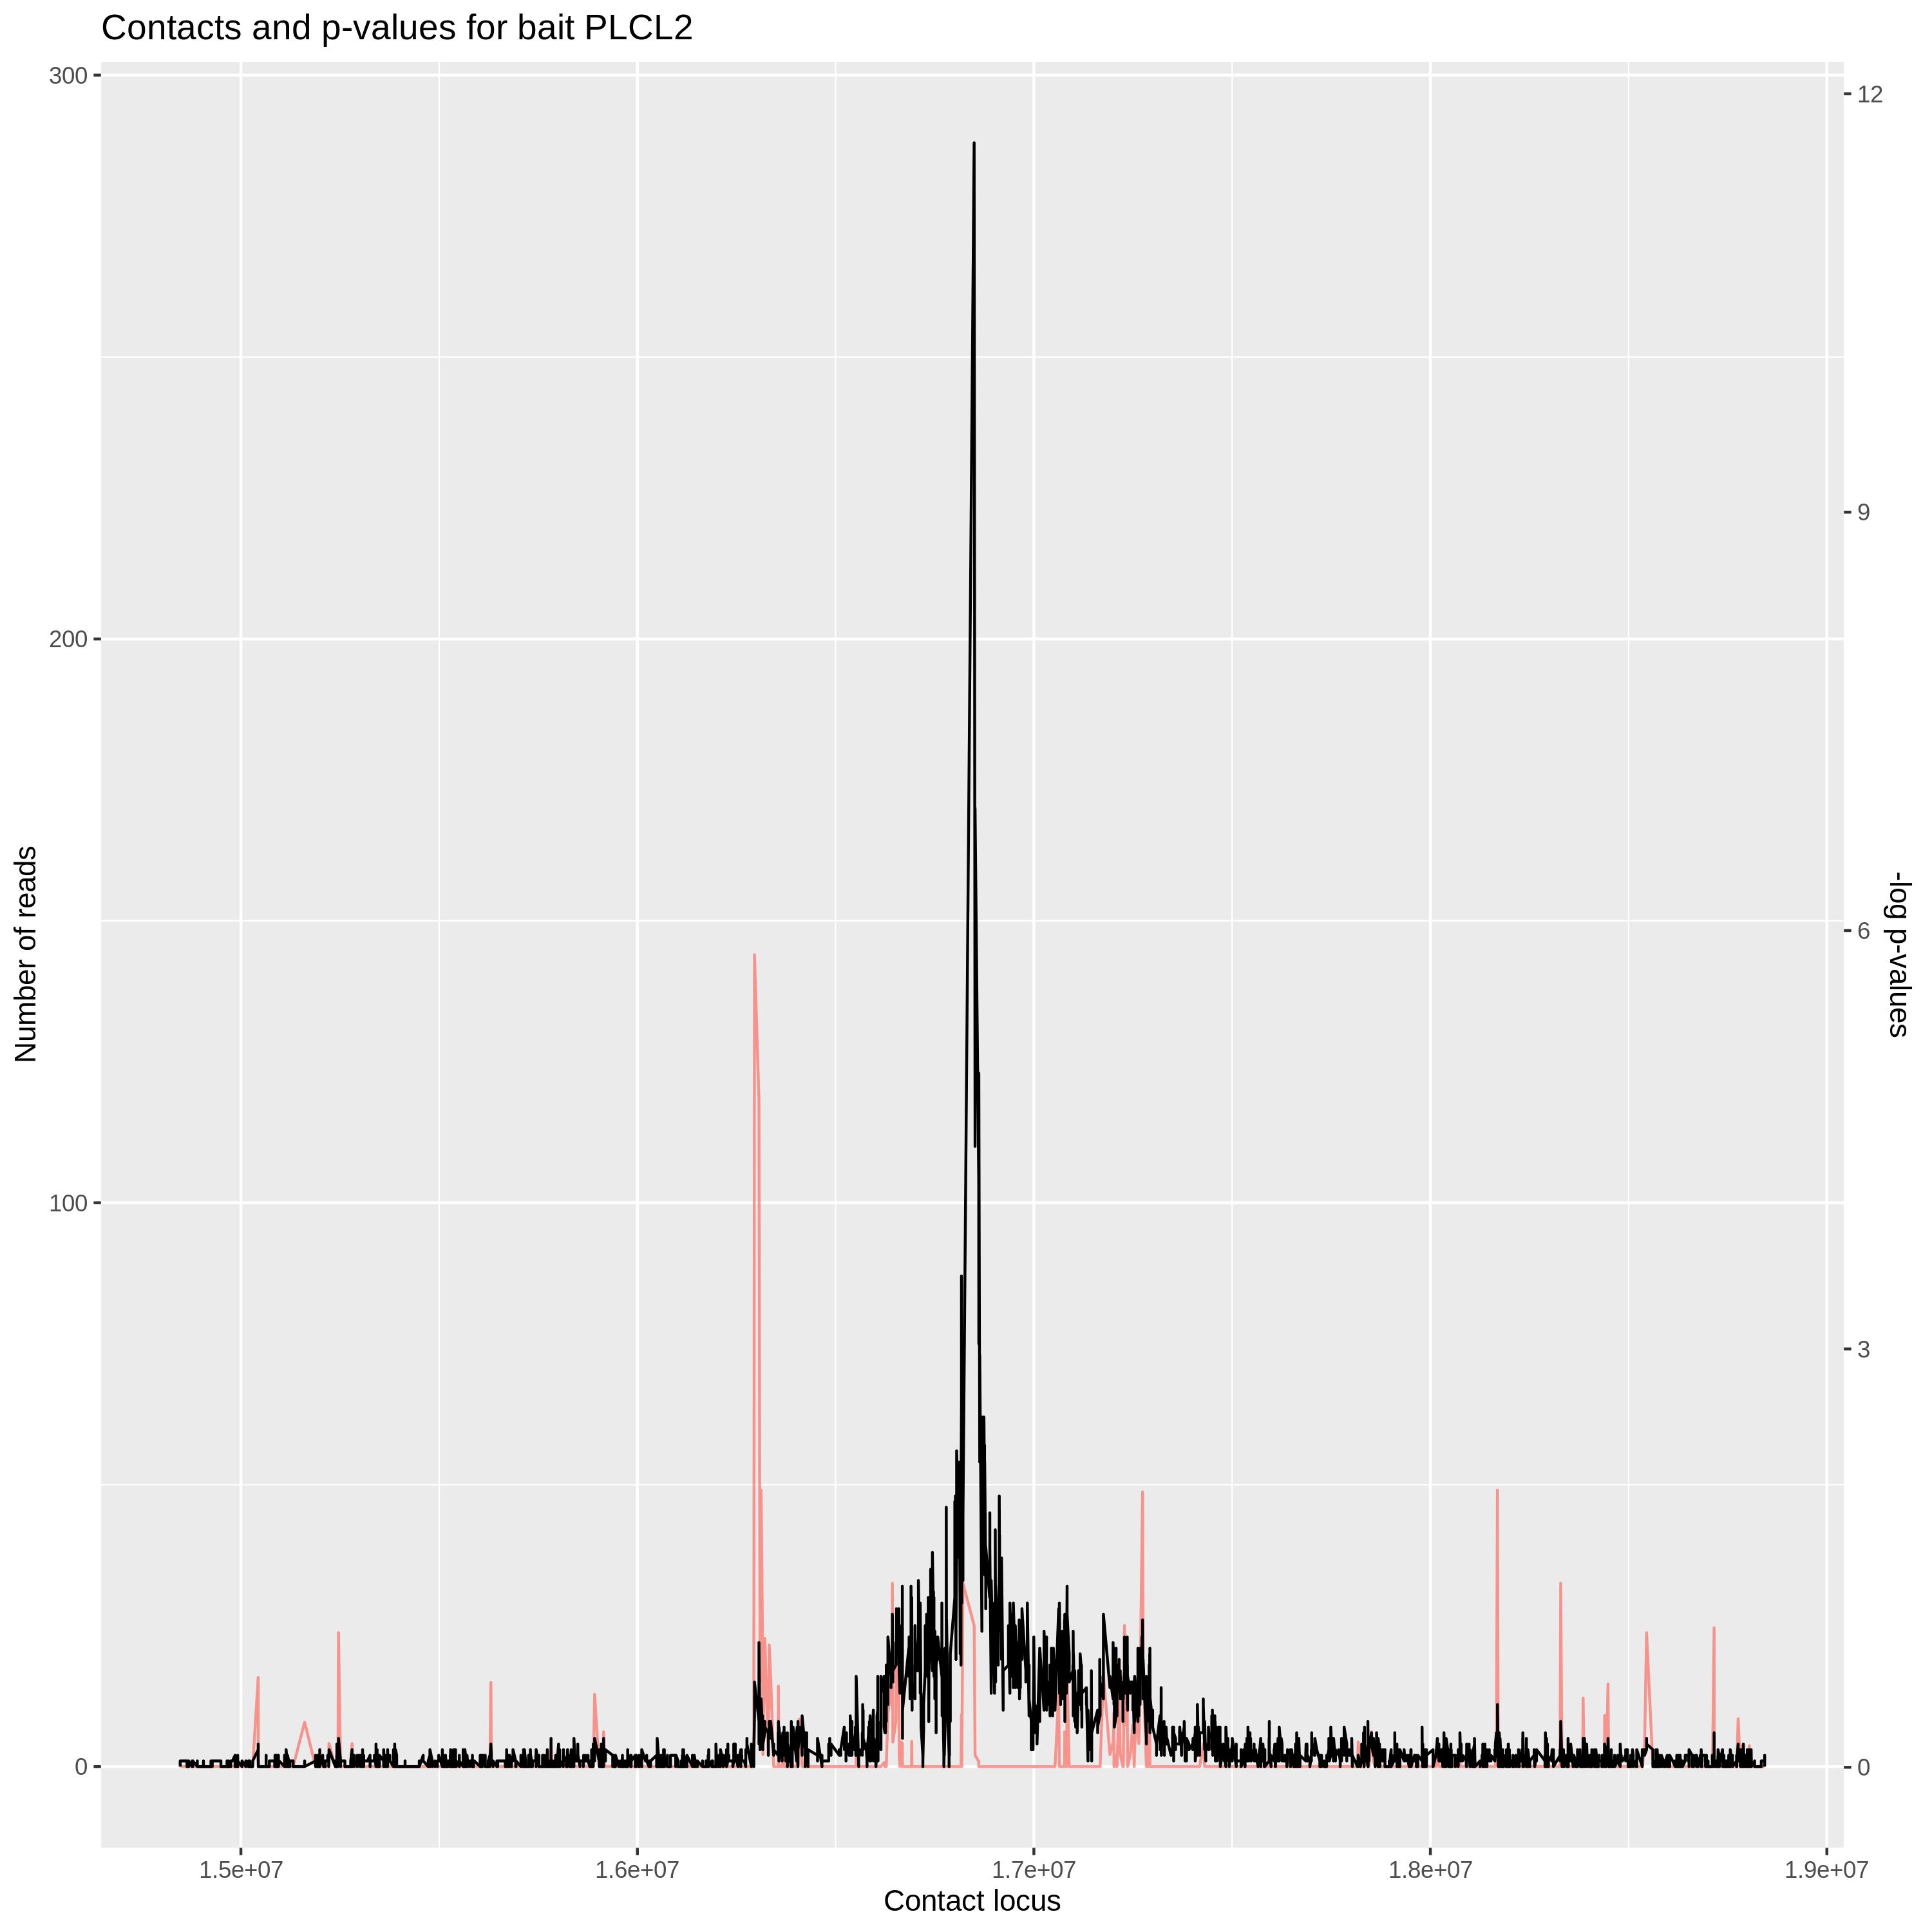 Contacts and p-values for bait PLCL2
300
200
100
0
Number of reads
12
9
6
3
0
-log p-values
1.5e+07
1.6e+07
1.7e+07
1.8e+07
1.9e+07
Contact locus